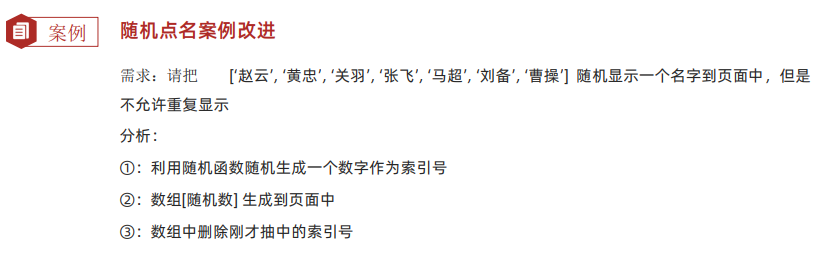 案例
随机点名案例改进
需求：请把 ['赵云', '黄忠', '关羽', '张飞', '马超', '刘备', '曹操'] 随机显示一个名字到页面中，但是
不允许重复显示
分析：
①：利用随机函数随机生成一个数字作为索引号
②：数组[随机数] 生成到页面中
③：数组中删除刚才抽中的索引号